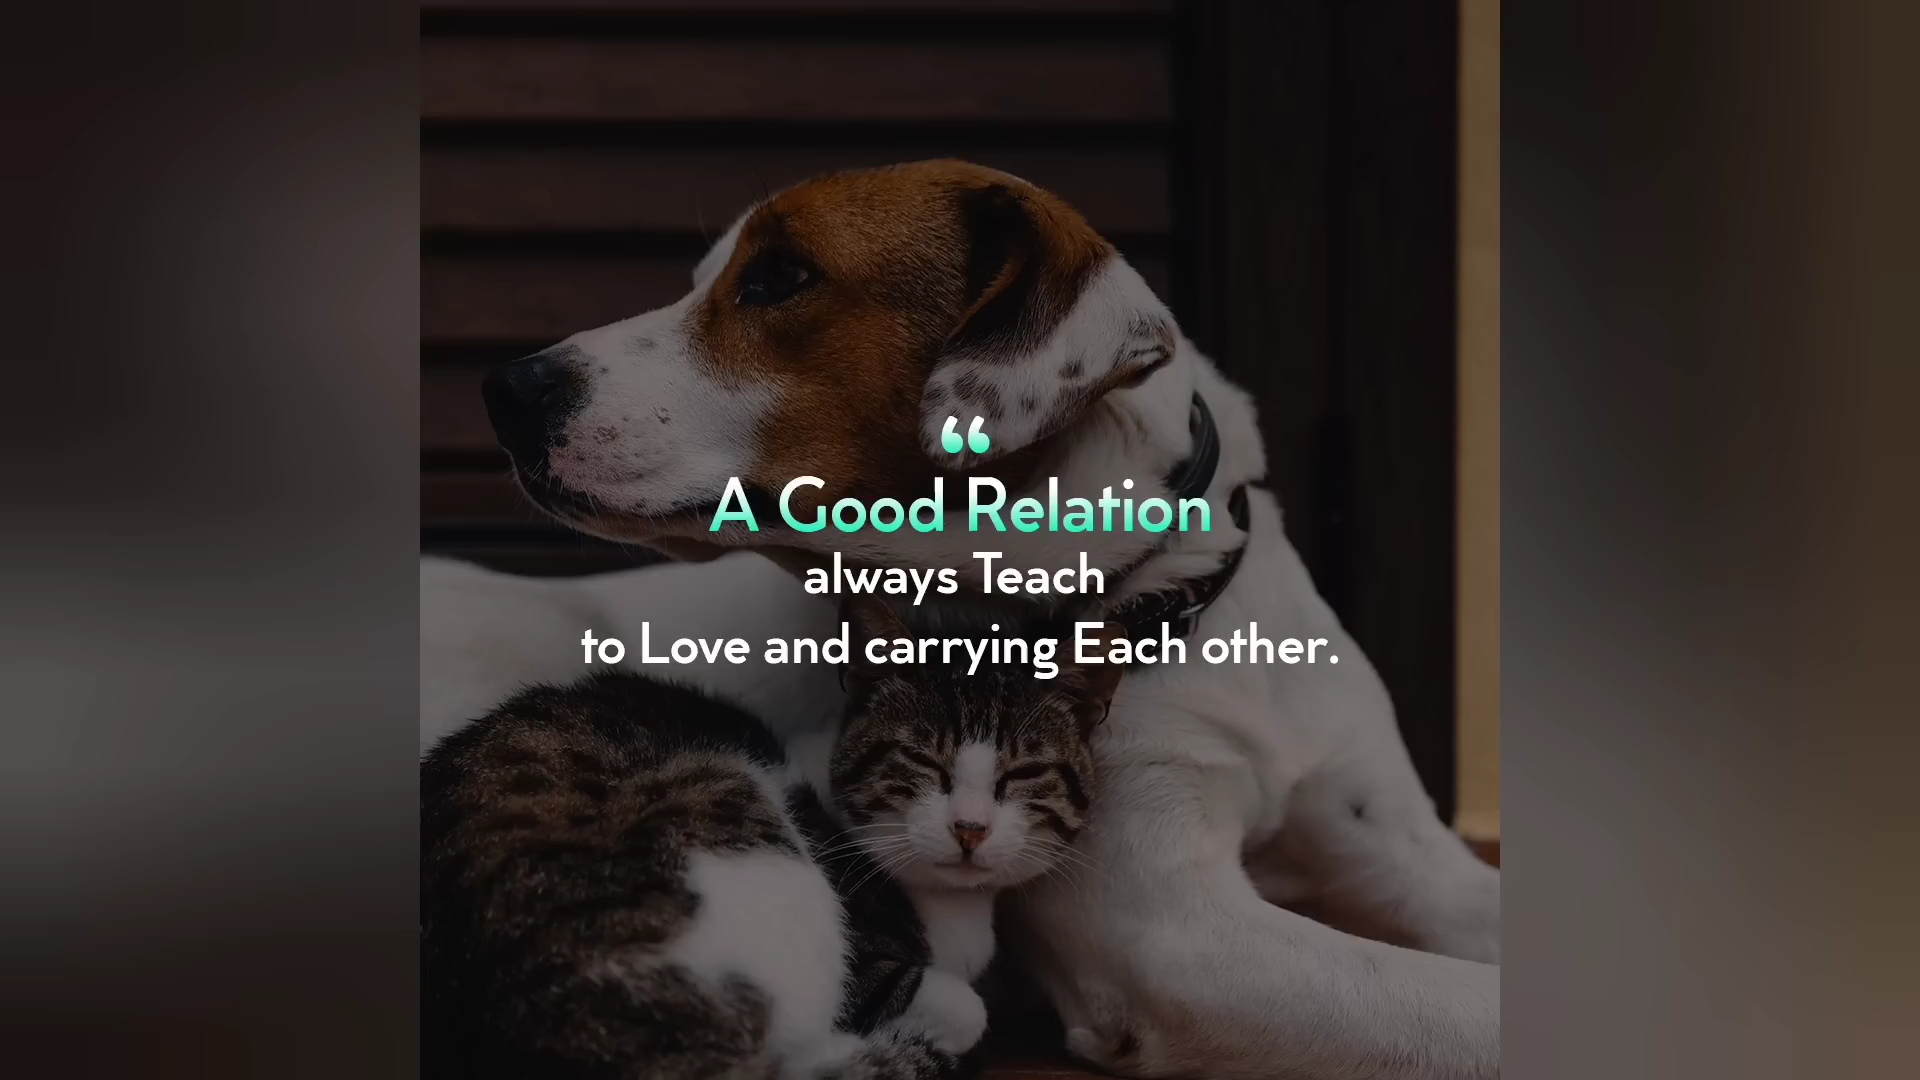 “
A Good Relation
always Teach
to Love and carrying Each other.